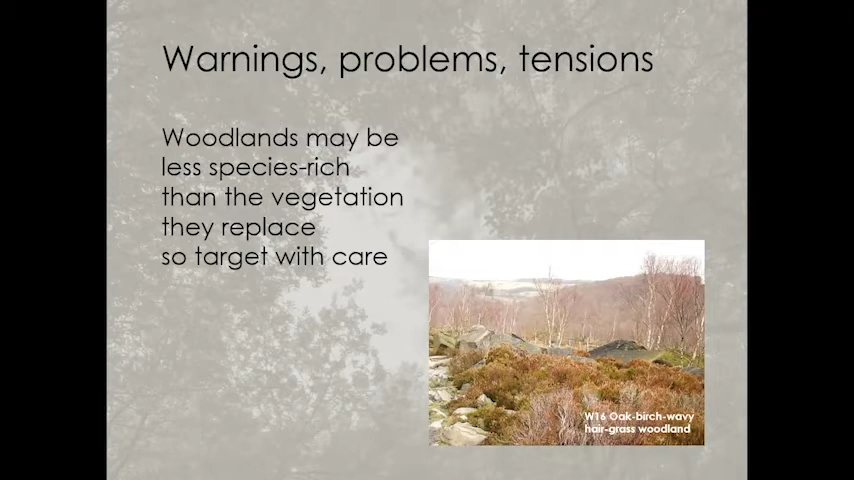 Warnings, problems, tensions
Woodlands may be
less species-rich
than the vegetation
they replace
so target with care
W16 Oak-birch-wavy
hair-grass woodland